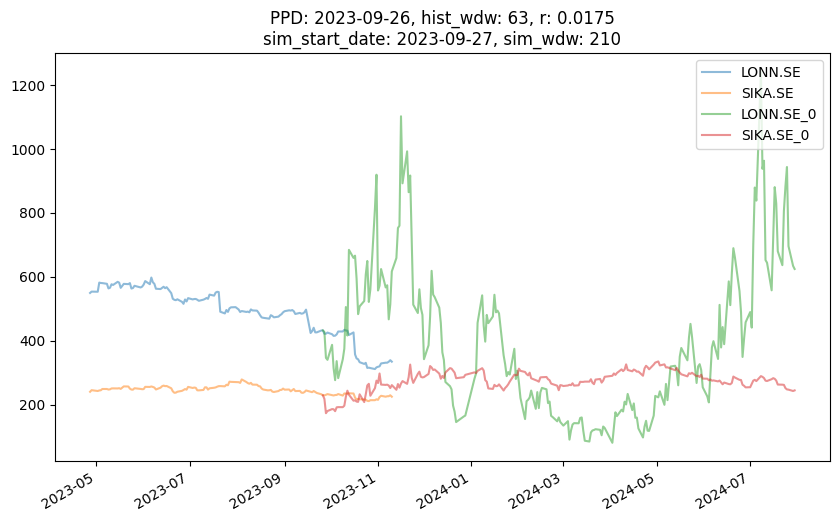 PPD: 2023-09-26, hist_wdw: 63, r: 0.0175
sim_start_date: 2023-09-27, sim_wdw: 210
LONN.SE
SIKA.SE
LONN.SE_0
SIKA.SE_0
1200
1000
800
600
400
200
2023-05
2023-07
2023-09
2023-11
2024-01
2024-03
2024-05
2024-07